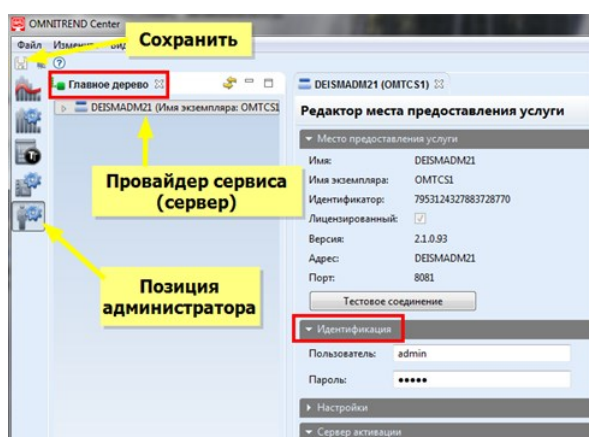 OMNITREND Center
Файл
Сохранить
Главное дерево
DEISMADM21 (Имя экземпляра: OMTCS1
Провайдер сервиса
(сервер)
Позиция
администратора
DEISMADM21 (OMTCS1)
Редактор места предоставления услуги
Место предоставления услуги
Имя: DEISMADM21
Имя экземпляра: OMTCS1
Идентификатор: 7953124327883728770
Лицензированный:
Версия: 2.1.0.93
Адрес: DEISMADM21
Порт: 8081
Тестовое соединение
Идентификация
Пользователь: admin
Пароль: •••••
Настройки
Сервер активации